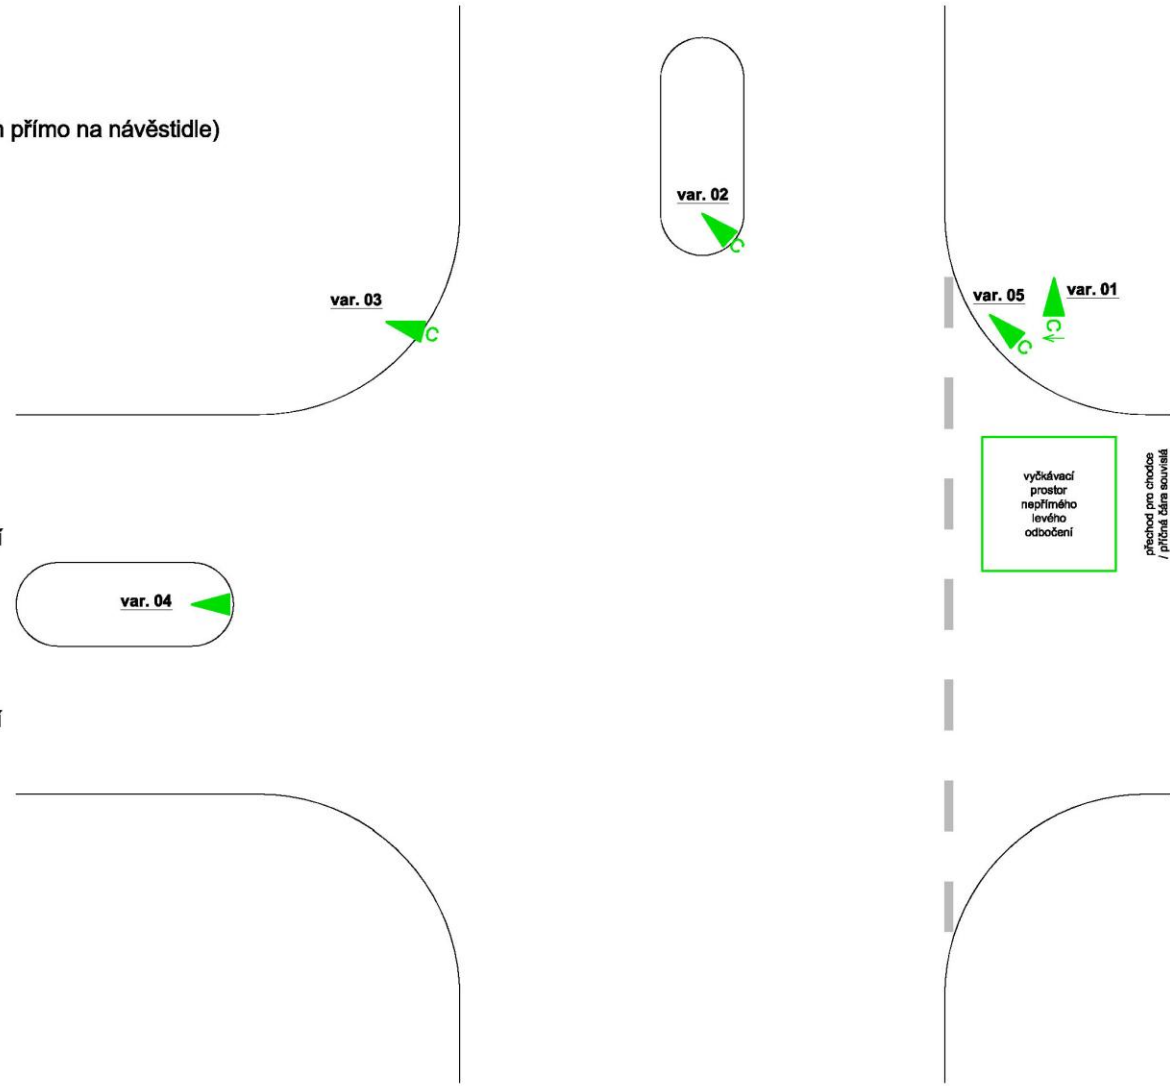 n přímo na návěstidle)
var. 02
var. 03
var. 05
var. 01
C
C
C
C
vyčkávací
prostor
nepřímého
levého
odbočení
přechod pro chodce
/ příčná čára souvislá
í
var. 04
í